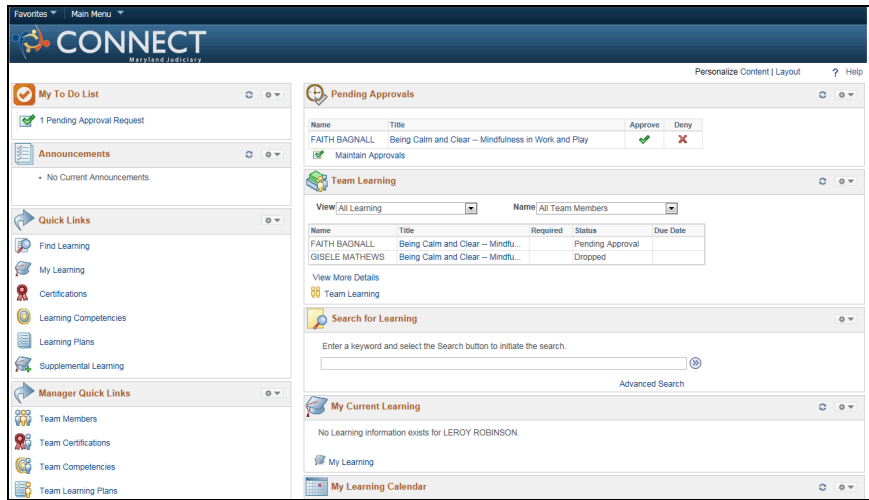 Favorites Main Menu
CONNECT
Maryland Judiciary
Personalize Content | Layout ? Help
My To Do List
1 Pending Approval Request
Announcements
• No Current Announcements.
Quick Links
Find Learning
My Learning
Certifications
Learning Competencies
Learning Plans
Supplemental Learning
Manager Quick Links
Team Members
Team Certifications
Team Competencies
Team Learning Plans
Pending Approvals
Name Title Approve Deny
FAITH BAGNALL Being Calm and Clear -- Mindfulness in Work and Play
Maintain Approvals
Team Learning
View All Learning Name All Team Members
Name Title Required Status Due Date
FAITH BAGNALL Being Calm and Clear -- Mindfu... Pending Approval
GISELE MATHEWS Being Calm and Clear -- Mindfu... Dropped
View More Details
Team Learning
Search for Learning
Enter a keyword and select the Search button to initiate the search.
Advanced Search
My Current Learning
No Learning information exists for LEROY ROBINSON.
My Learning
My Learning Calendar